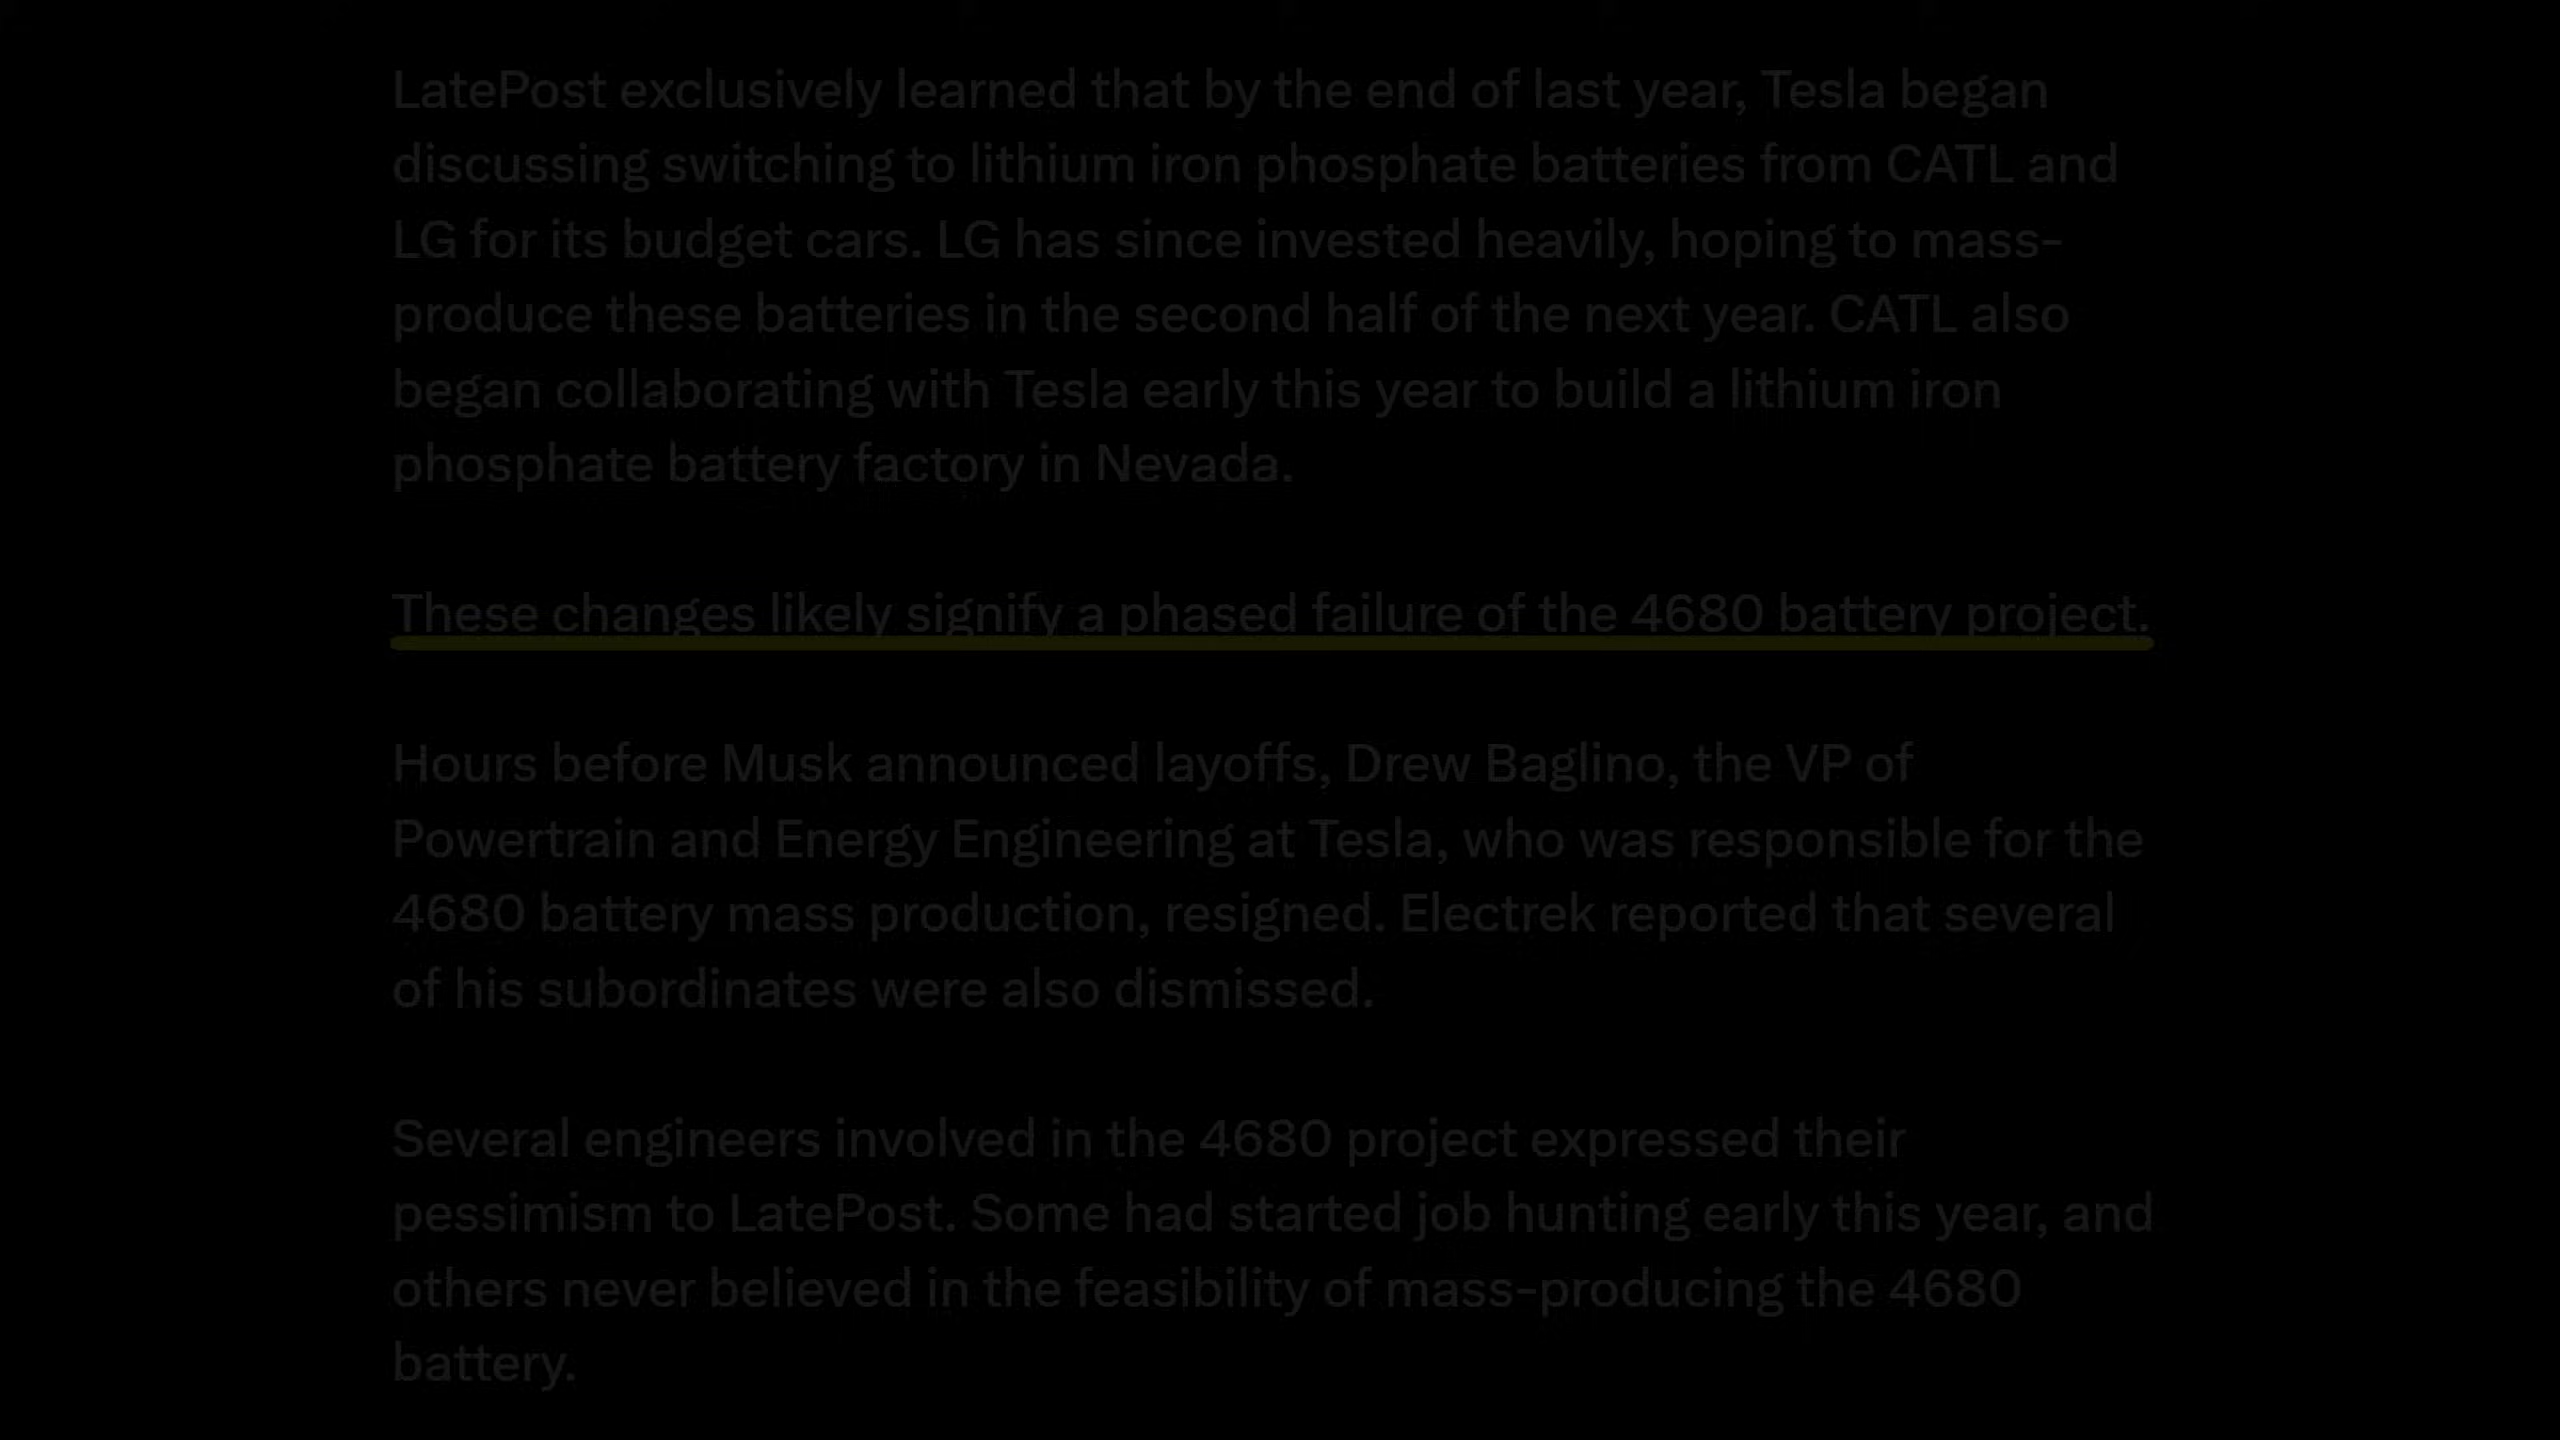 LatePost exclusively learned that by the end of last year, Tesla began
discussing switching to lithium iron phosphate batteries from CATL and
LG for its budget cars. LG has since invested heavily, hoping to mass-
produce these batteries in the second half of the next year. CATL also
began collaborating with Tesla early this year to build a lithium iron
phosphate battery factory in Nevada.
These changes likely signify a phased failure of the 4680 battery project.
Hours before Musk announced layoffs, Drew Baglino, the VP of
Powertrain and Energy Engineering at Tesla, who was responsible for the
4680 battery mass production, resigned. Electrek reported that several
of his subordinates were also dismissed.
Several engineers involved in the 4680 project expressed their
pessimism to LatePost. Some had started job hunting early this year, and
others never believed in the feasibility of mass-producing the 4680
battery.